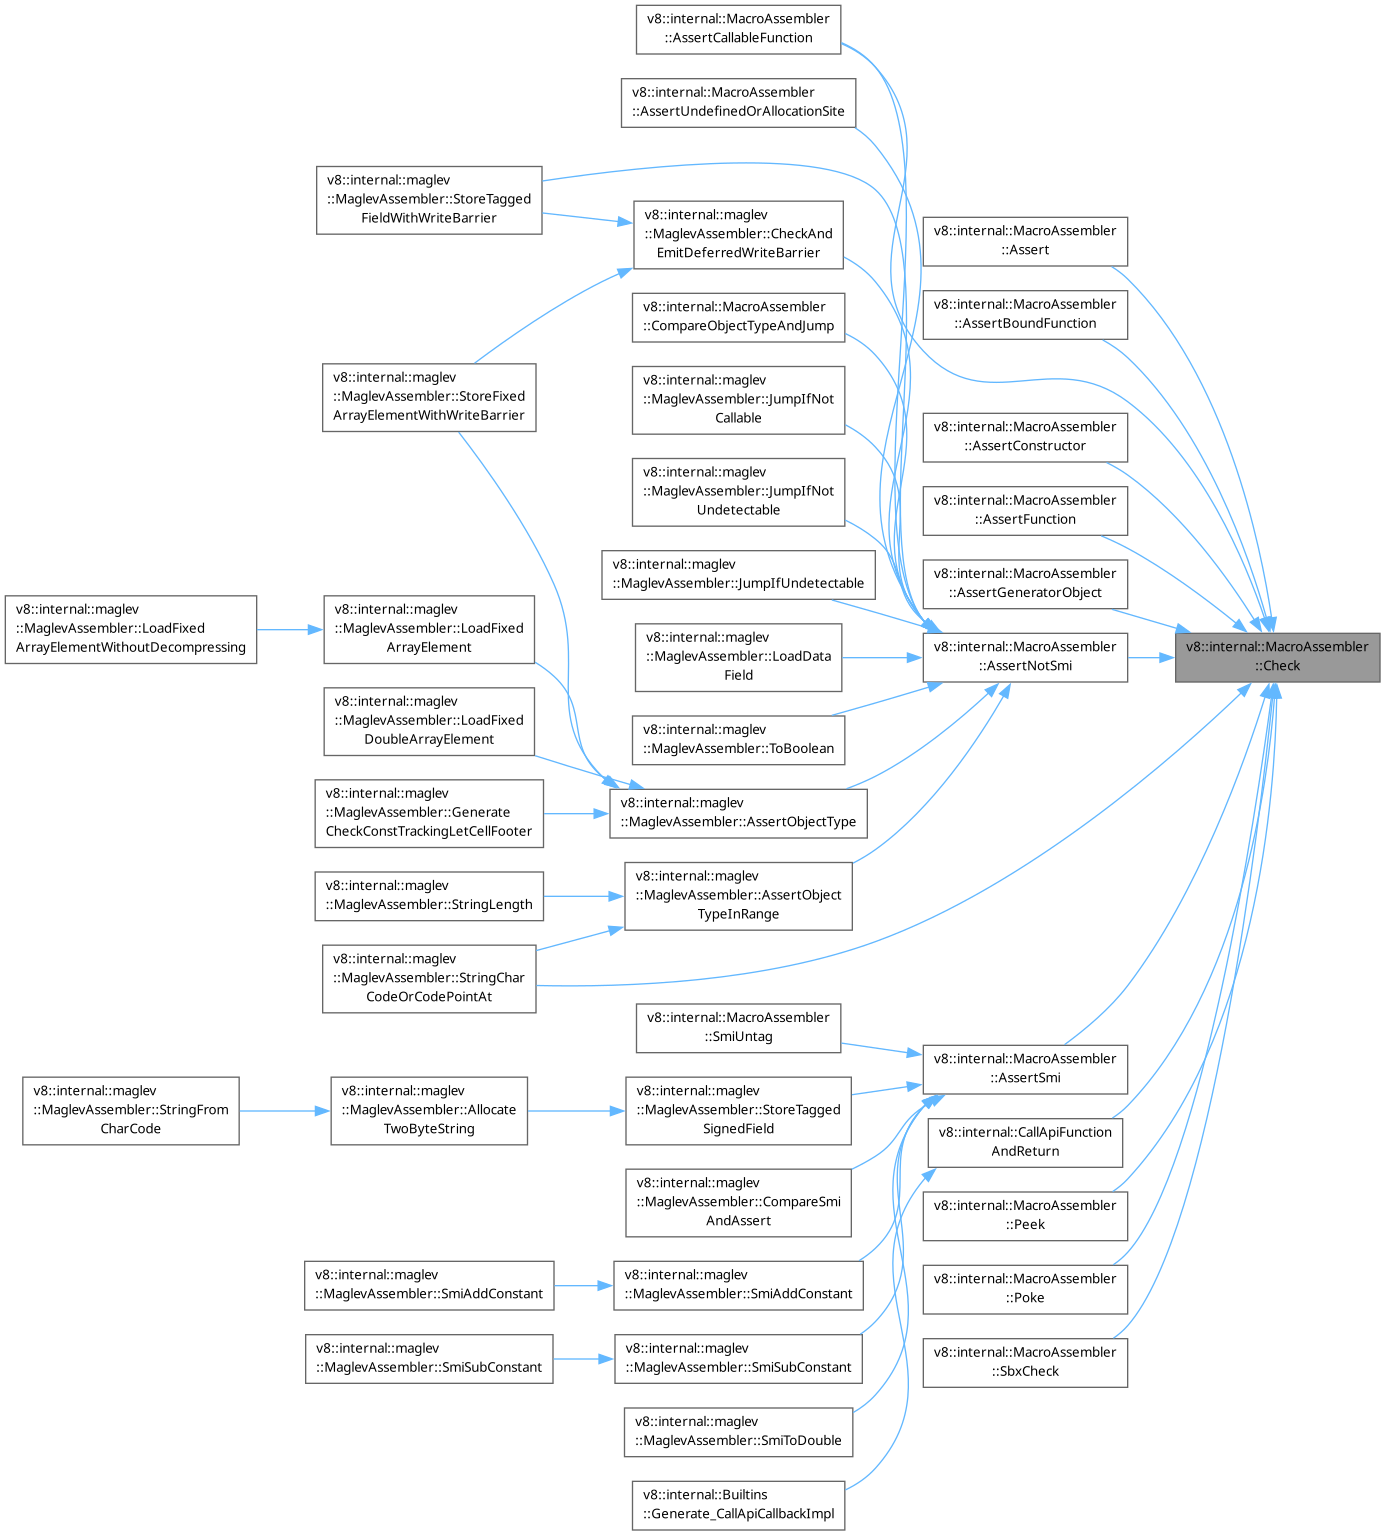 v8::internal::MacroAssembler
::AssertCallableFunction
v8::internal::MacroAssembler
::AssertUndefinedOrAllocationSite
v8::internal::maglev
::MaglevAssembler::StoreTagged
FieldWithWriteBarrier
v8::internal::maglev
::MaglevAssembler::CheckAnd
EmitDeferredWriteBarrier
v8::internal::MacroAssembler
::Assert
v8::internal::MacroAssembler
::AssertBoundFunction
v8::internal::MacroAssembler
::CompareObjectTypeAndJump
v8::internal::maglev
::MaglevAssembler::StoreFixed
ArrayElementWithWriteBarrier
v8::internal::maglev
::MaglevAssembler::JumpIfNot
Callable
v8::internal::MacroAssembler
::AssertConstructor
v8::internal::maglev
::MaglevAssembler::JumpIfNot
Undetectable
v8::internal::MacroAssembler
::AssertFunction
v8::internal::maglev
::MaglevAssembler::JumpIfUndetectable
v8::internal::MacroAssembler
::AssertGeneratorObject
v8::internal::maglev
::MaglevAssembler::LoadFixed
ArrayElementWithoutDecompressing
v8::internal::maglev
::MaglevAssembler::LoadFixed
ArrayElement
v8::internal::maglev
::MaglevAssembler::LoadData
Field
v8::internal::MacroAssembler
::AssertNotSmi
v8::internal::MacroAssembler
::Check
v8::internal::maglev
::MaglevAssembler::LoadFixed
DoubleArrayElement
v8::internal::maglev
::MaglevAssembler::ToBoolean
v8::internal::maglev
::MaglevAssembler::Generate
CheckConstTrackingLetCellFooter
v8::internal::maglev
::MaglevAssembler::AssertObjectType
v8::internal::maglev
::MaglevAssembler::StringLength
v8::internal::maglev
::MaglevAssembler::AssertObject
TypeInRange
v8::internal::maglev
::MaglevAssembler::StringChar
CodeOrCodePointAt
v8::internal::MacroAssembler
::SmiUntag
v8::internal::MacroAssembler
::AssertSmi
v8::internal::maglev
::MaglevAssembler::StringFrom
CharCode
v8::internal::maglev
::MaglevAssembler::Allocate
TwoByteString
v8::internal::maglev
::MaglevAssembler::StoreTagged
SignedField
v8::internal::CallApiFunction
AndReturn
v8::internal::maglev
::MaglevAssembler::CompareSmi
AndAssert
v8::internal::MacroAssembler
::Peek
v8::internal::maglev
::MaglevAssembler::SmiAddConstant
v8::internal::maglev
::MaglevAssembler::SmiAddConstant
v8::internal::MacroAssembler
::Poke
v8::internal::maglev
::MaglevAssembler::SmiSubConstant
v8::internal::maglev
::MaglevAssembler::SmiSubConstant
v8::internal::MacroAssembler
::SbxCheck
v8::internal::maglev
::MaglevAssembler::SmiToDouble
v8::internal::Builtins
::Generate_CallApiCallbackImpl